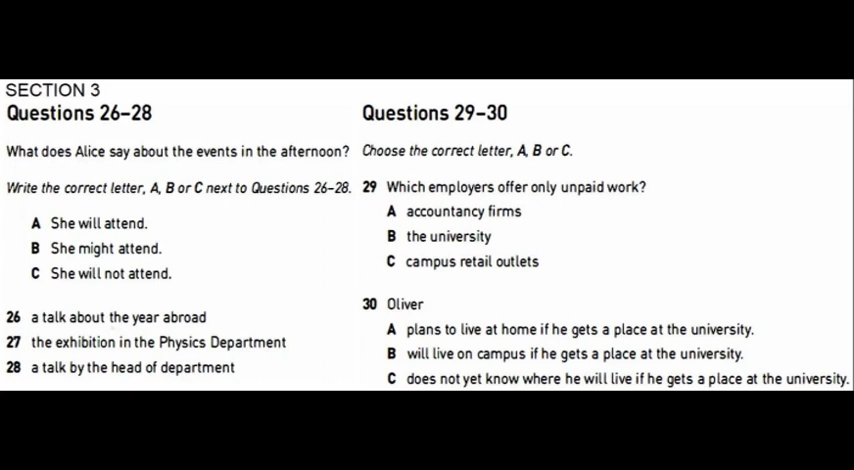 SECTION 3
Questions 26–28
What does Alice say about the events in the afternoon?
Write the correct letter, A, B or C next to Questions 26–28.
A She will attend.
B She might attend.
C She will not attend.
26 a talk about the year abroad
27 the exhibition in the Physics Department
28 a talk by the head of department
Questions 29–30
Choose the correct letter, A, B or C.
29 Which employers offer only unpaid work?
A accountancy firms
B the university
C campus retail outlets
30 Oliver
A plans to live at home if he gets a place at the university.
B will live on campus if he gets a place at the university.
C does not yet know where he will live if he gets a place at the university.